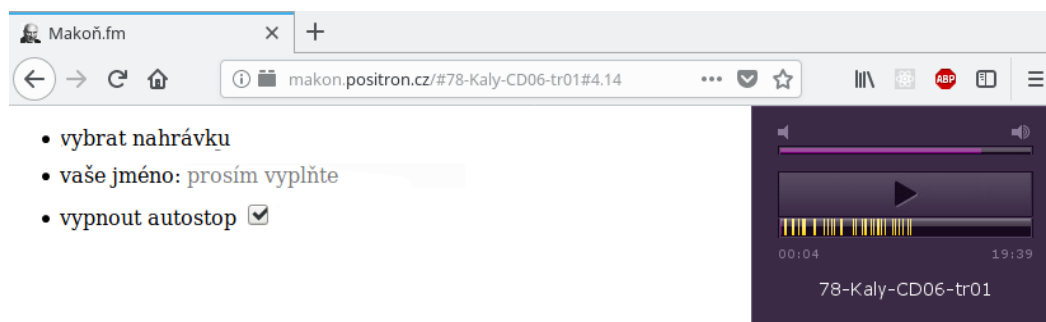 Makoň.fm
makon.positron.cz/#78-Kaly-CD06-tr01#4.14
ABP
vybrat nahrávku
vaše jméno: prosím vyplňte
vypnout autostop
00:04 19:39
78-Kaly-CD06-tr01